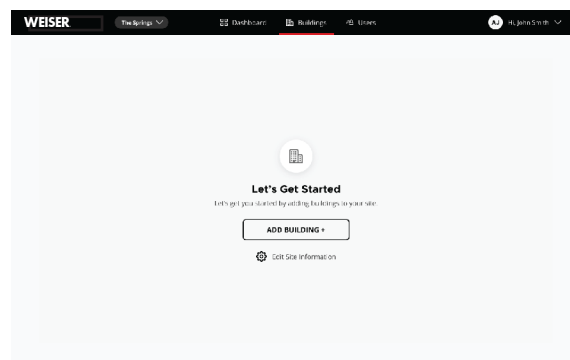 WEISER
The Springs
Dashboard
Buildings
Users
AJ
Hi, John Smith
Let's Get Started
Let's get you started by adding buildings to your site.
ADD BUILDING +
Edit Site Information